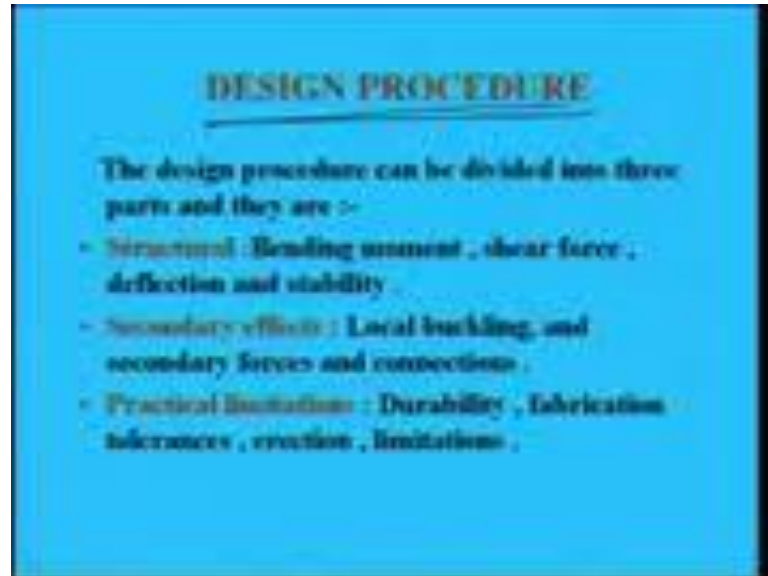 DESIGN PROCEDURE
The design procedure can be divided into three
parts and they are :-
• Structural : Bending moment , shear force ,
deflection and stability .
• Secondary effects : Local buckling, and
secondary forces and connections .
• Practical limitations : Durability , fabrication
tolerances , erection , limitations .